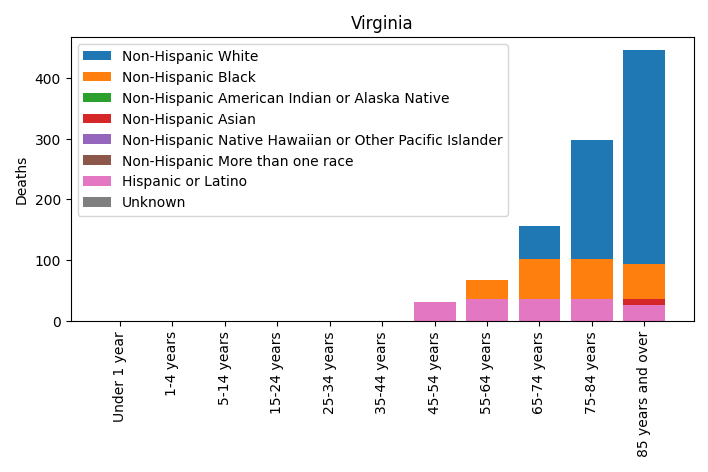 Virginia
Non-Hispanic White
Non-Hispanic Black
Non-Hispanic American Indian or Alaska Native
Non-Hispanic Asian
Non-Hispanic Native Hawaiian or Other Pacific Islander
Non-Hispanic More than one race
Hispanic or Latino
Unknown
Deaths
400
300
200
100
0
Under 1 year
1-4 years
5-14 years
15-24 years
25-34 years
35-44 years
45-54 years
55-64 years
65-74 years
75-84 years
85 years and over